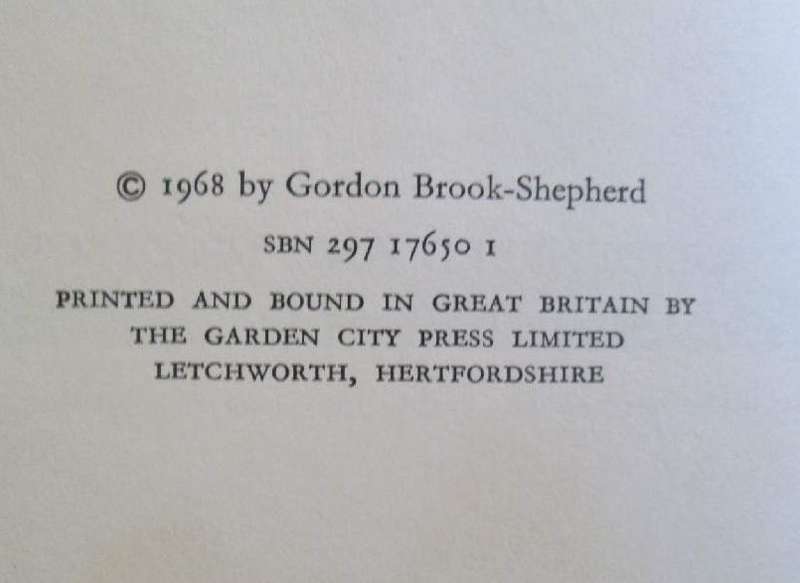 © 1968 by Gordon Brook-Shepherd
SBN 297 17650 1
PRINTED AND BOUND IN GREAT BRITAIN BY
THE GARDEN CITY PRESS LIMITED
LETCHWORTH, HERTFORDSHIRE